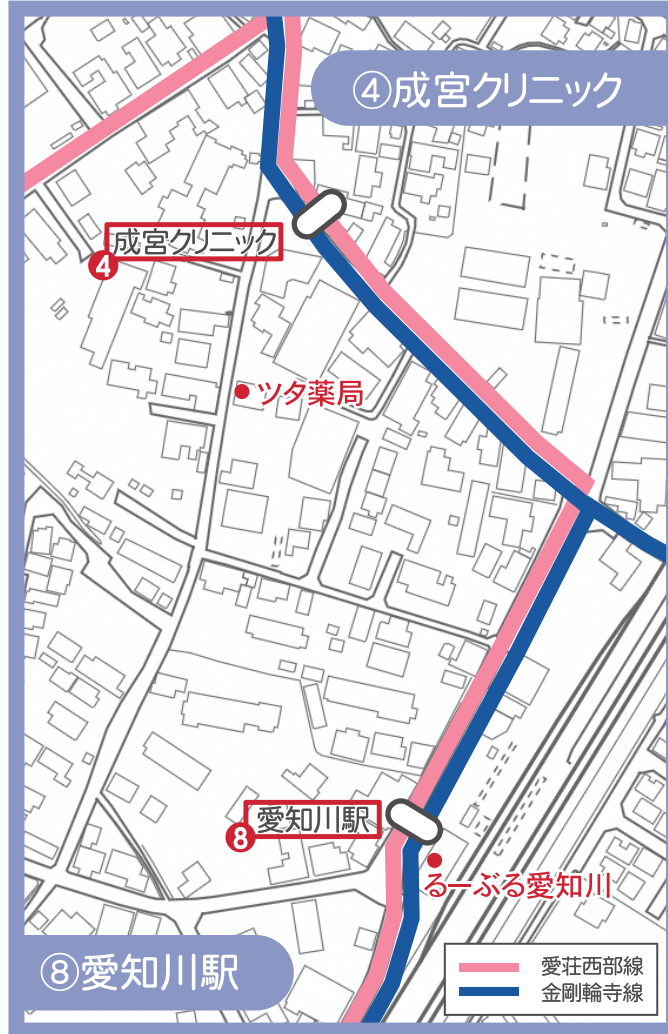 ④成宮クリニック
成宮クリニック
4
ツタ薬局
愛知川駅
8
るーぶる愛知川
⑧愛知川駅
愛荘西部線
金剛輪寺線